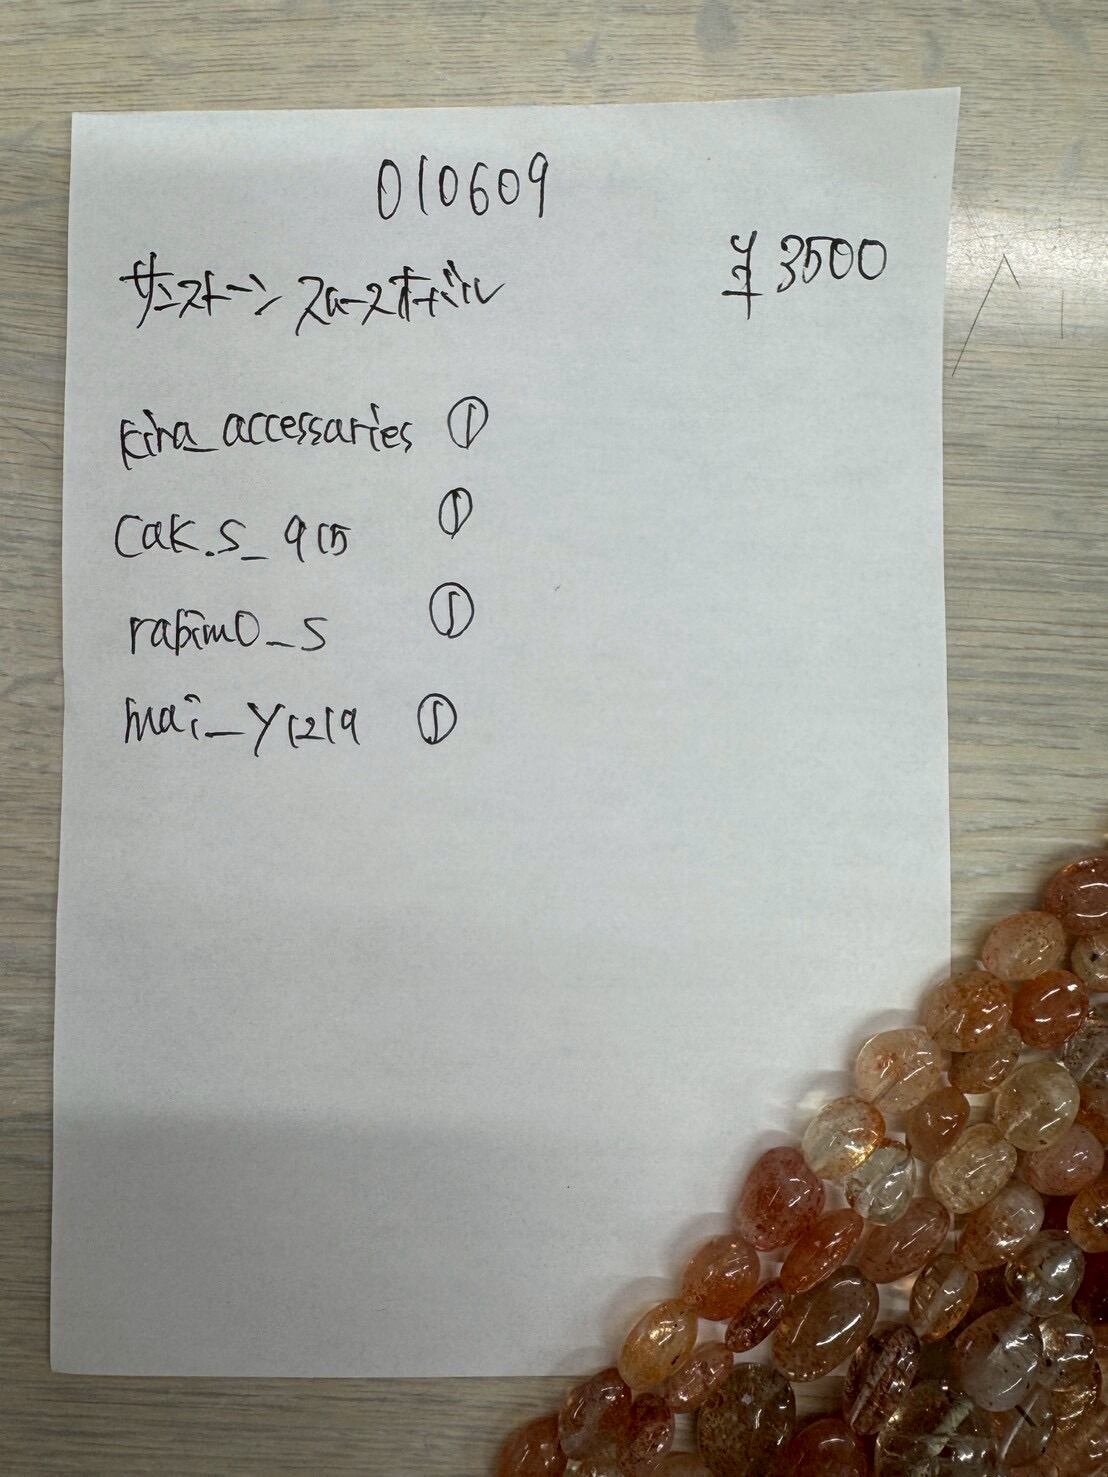 010609
サンストーン スムースオーバル ¥3500
kira_accessaries ①
cak.s_915 ①
rabimo_s ①
mai_y1219 ①